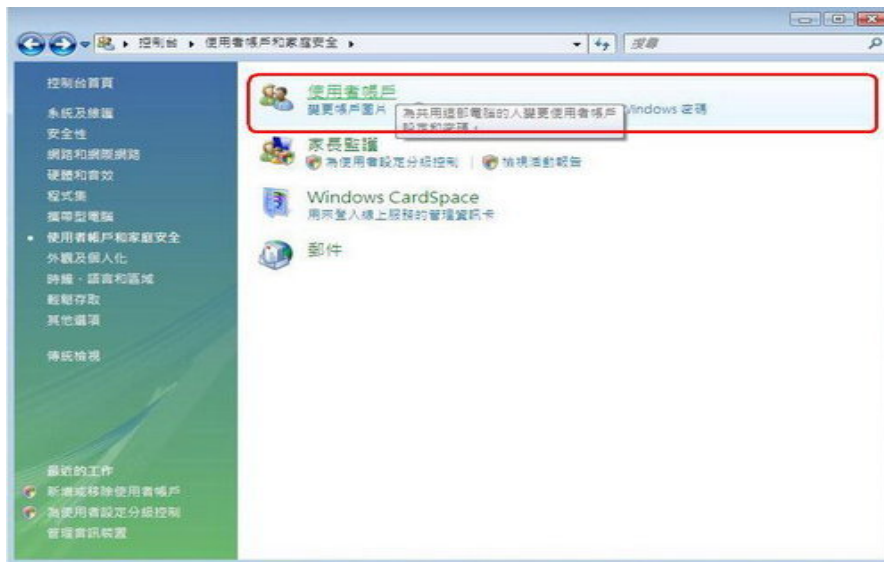 控制台 使用者帳戶和家庭安全
搜尋
控制台首頁
系統及維護
安全性
網路和網際網路
硬體和音效
程式集
攜帶型電腦
使用者帳戶和家庭安全
外觀及個人化
時鐘、語言和區域
輕鬆存取
其他選項
傳統檢視
最近的工作
新增或移除使用者帳戶
為使用者設定分級控制
管理資訊裝置
使用者帳戶
變更帳戶圖片
Windows 密碼
為共用這部電腦的人變更使用者帳戶
設定和密碼。
家長監護
為使用者設定分級控制 | 檢視活動報告
Windows CardSpace
用來登入線上服務的管理資訊卡
郵件